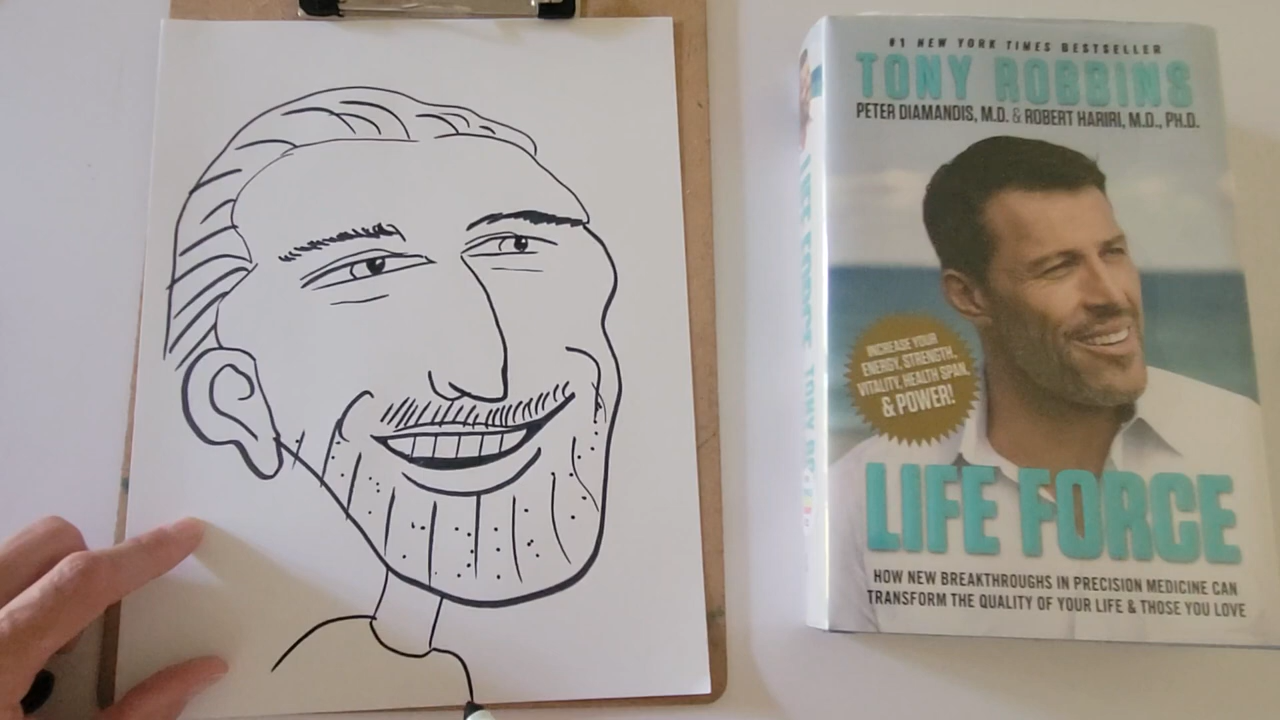 #1 NEW YORK TIMES BESTSELLER
TONY ROBBINS
PETER DIAMANDIS, M.D. & ROBERT HARIRI, M.D., PH.D.
INCREASE YOUR
ENERGY, STRENGTH,
VITALITY, HEALTH SPAN,
& POWER!
LIFE FORCE
HOW NEW BREAKTHROUGHS IN PRECISION MEDICINE CAN
TRANSFORM THE QUALITY OF YOUR LIFE & THOSE YOU LOVE
LIFE FORCE